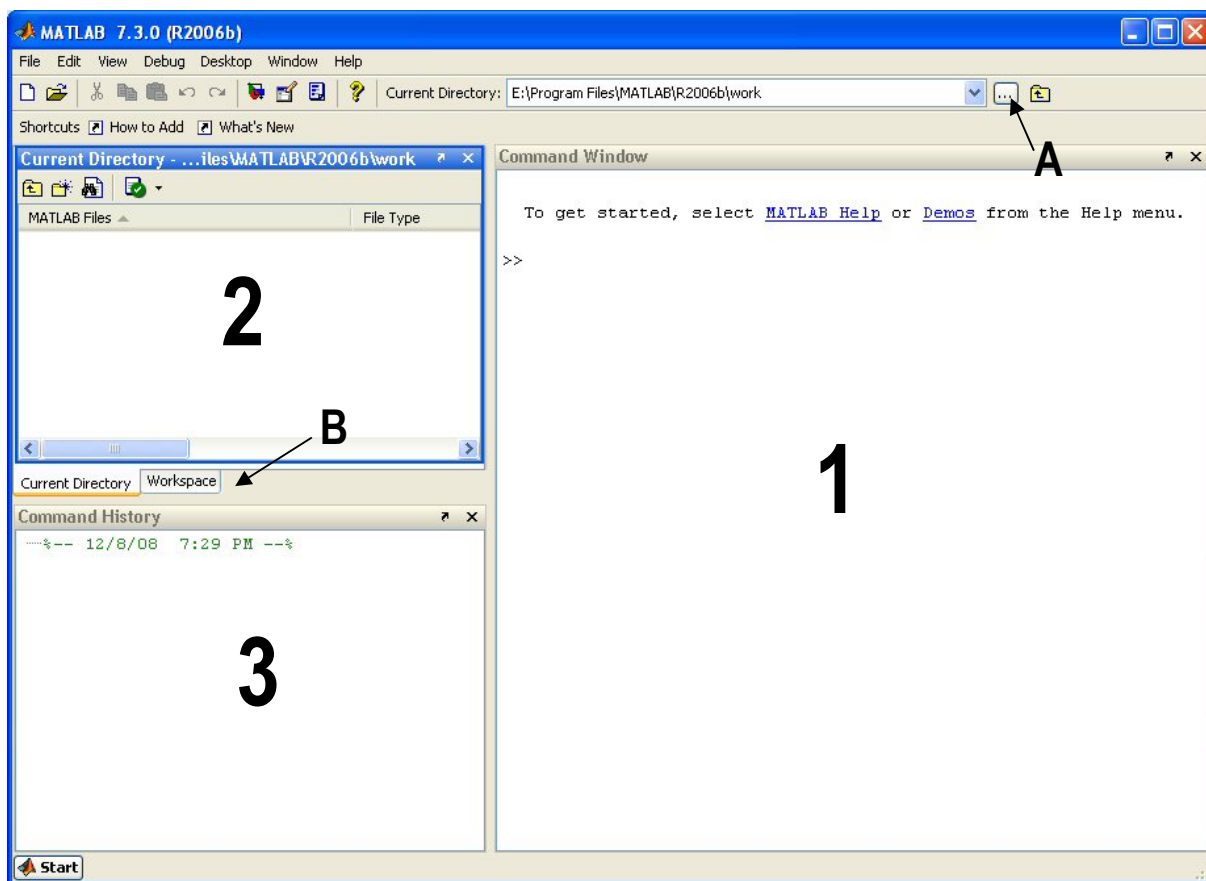 MATLAB 7.3.0 (R2006b)
File Edit View Debug Desktop Window Help
Current Directory: E:\Program Files\MATLAB\R2006b\work
Shortcuts How to Add What's New
A
Current Directory - ...iles\MATLAB\R2006b\work
MATLAB Files File Type
2
B
Current Directory Workspace
Command History
%-- 12/8/08 7:29 PM --%
3
Start
Command Window
To get started, select MATLAB Help or Demos from the Help menu.
>>
1